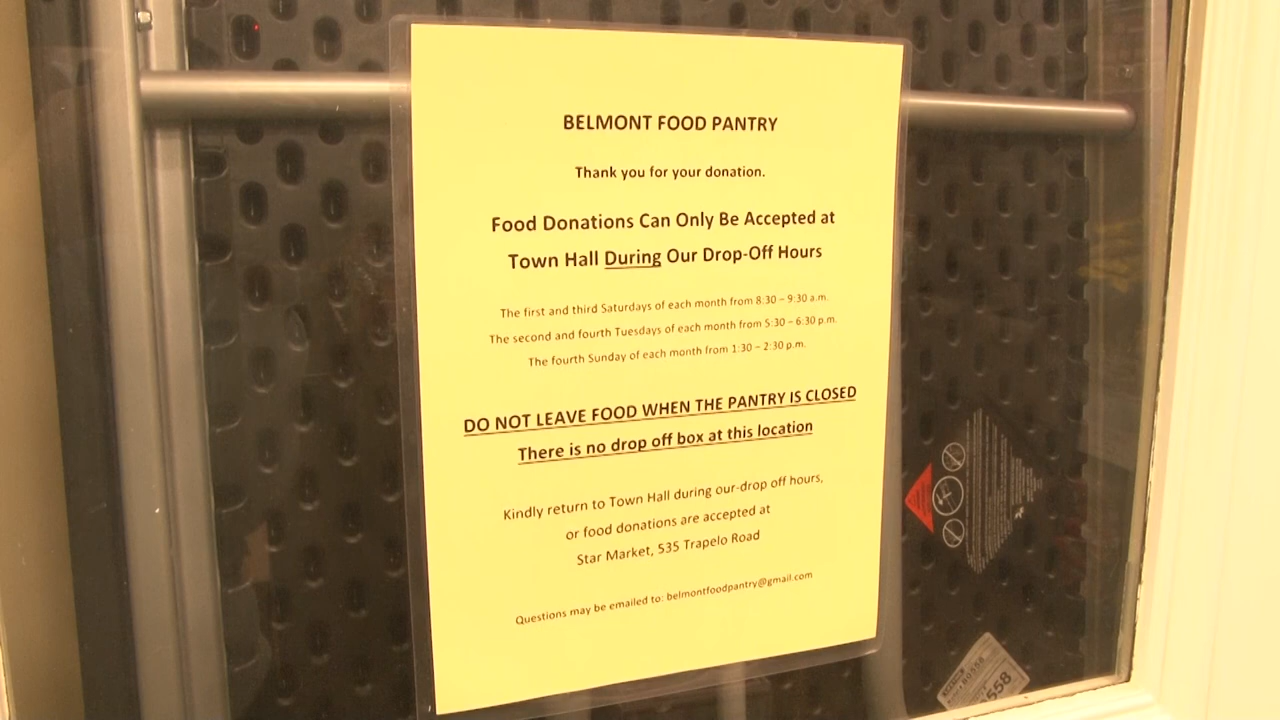 BELMONT FOOD PANTRY
Thank you for your donation.
Food Donations Can Only Be Accepted at
Town Hall During Our Drop-Off Hours
The first and third Saturdays of each month from 8:30 – 9:30 a.m.
The second and fourth Tuesdays of each month from 5:30 – 6:30 p.m.
The fourth Sunday of each month from 1:30 – 2:30 p.m.
DO NOT LEAVE FOOD WHEN THE PANTRY IS CLOSED
There is no drop off box at this location
Kindly return to Town Hall during our-drop off hours,
or food donations are accepted at
Star Market, 535 Trapelo Road
Questions may be emailed to: belmontfoodpantry@gmail.com
558